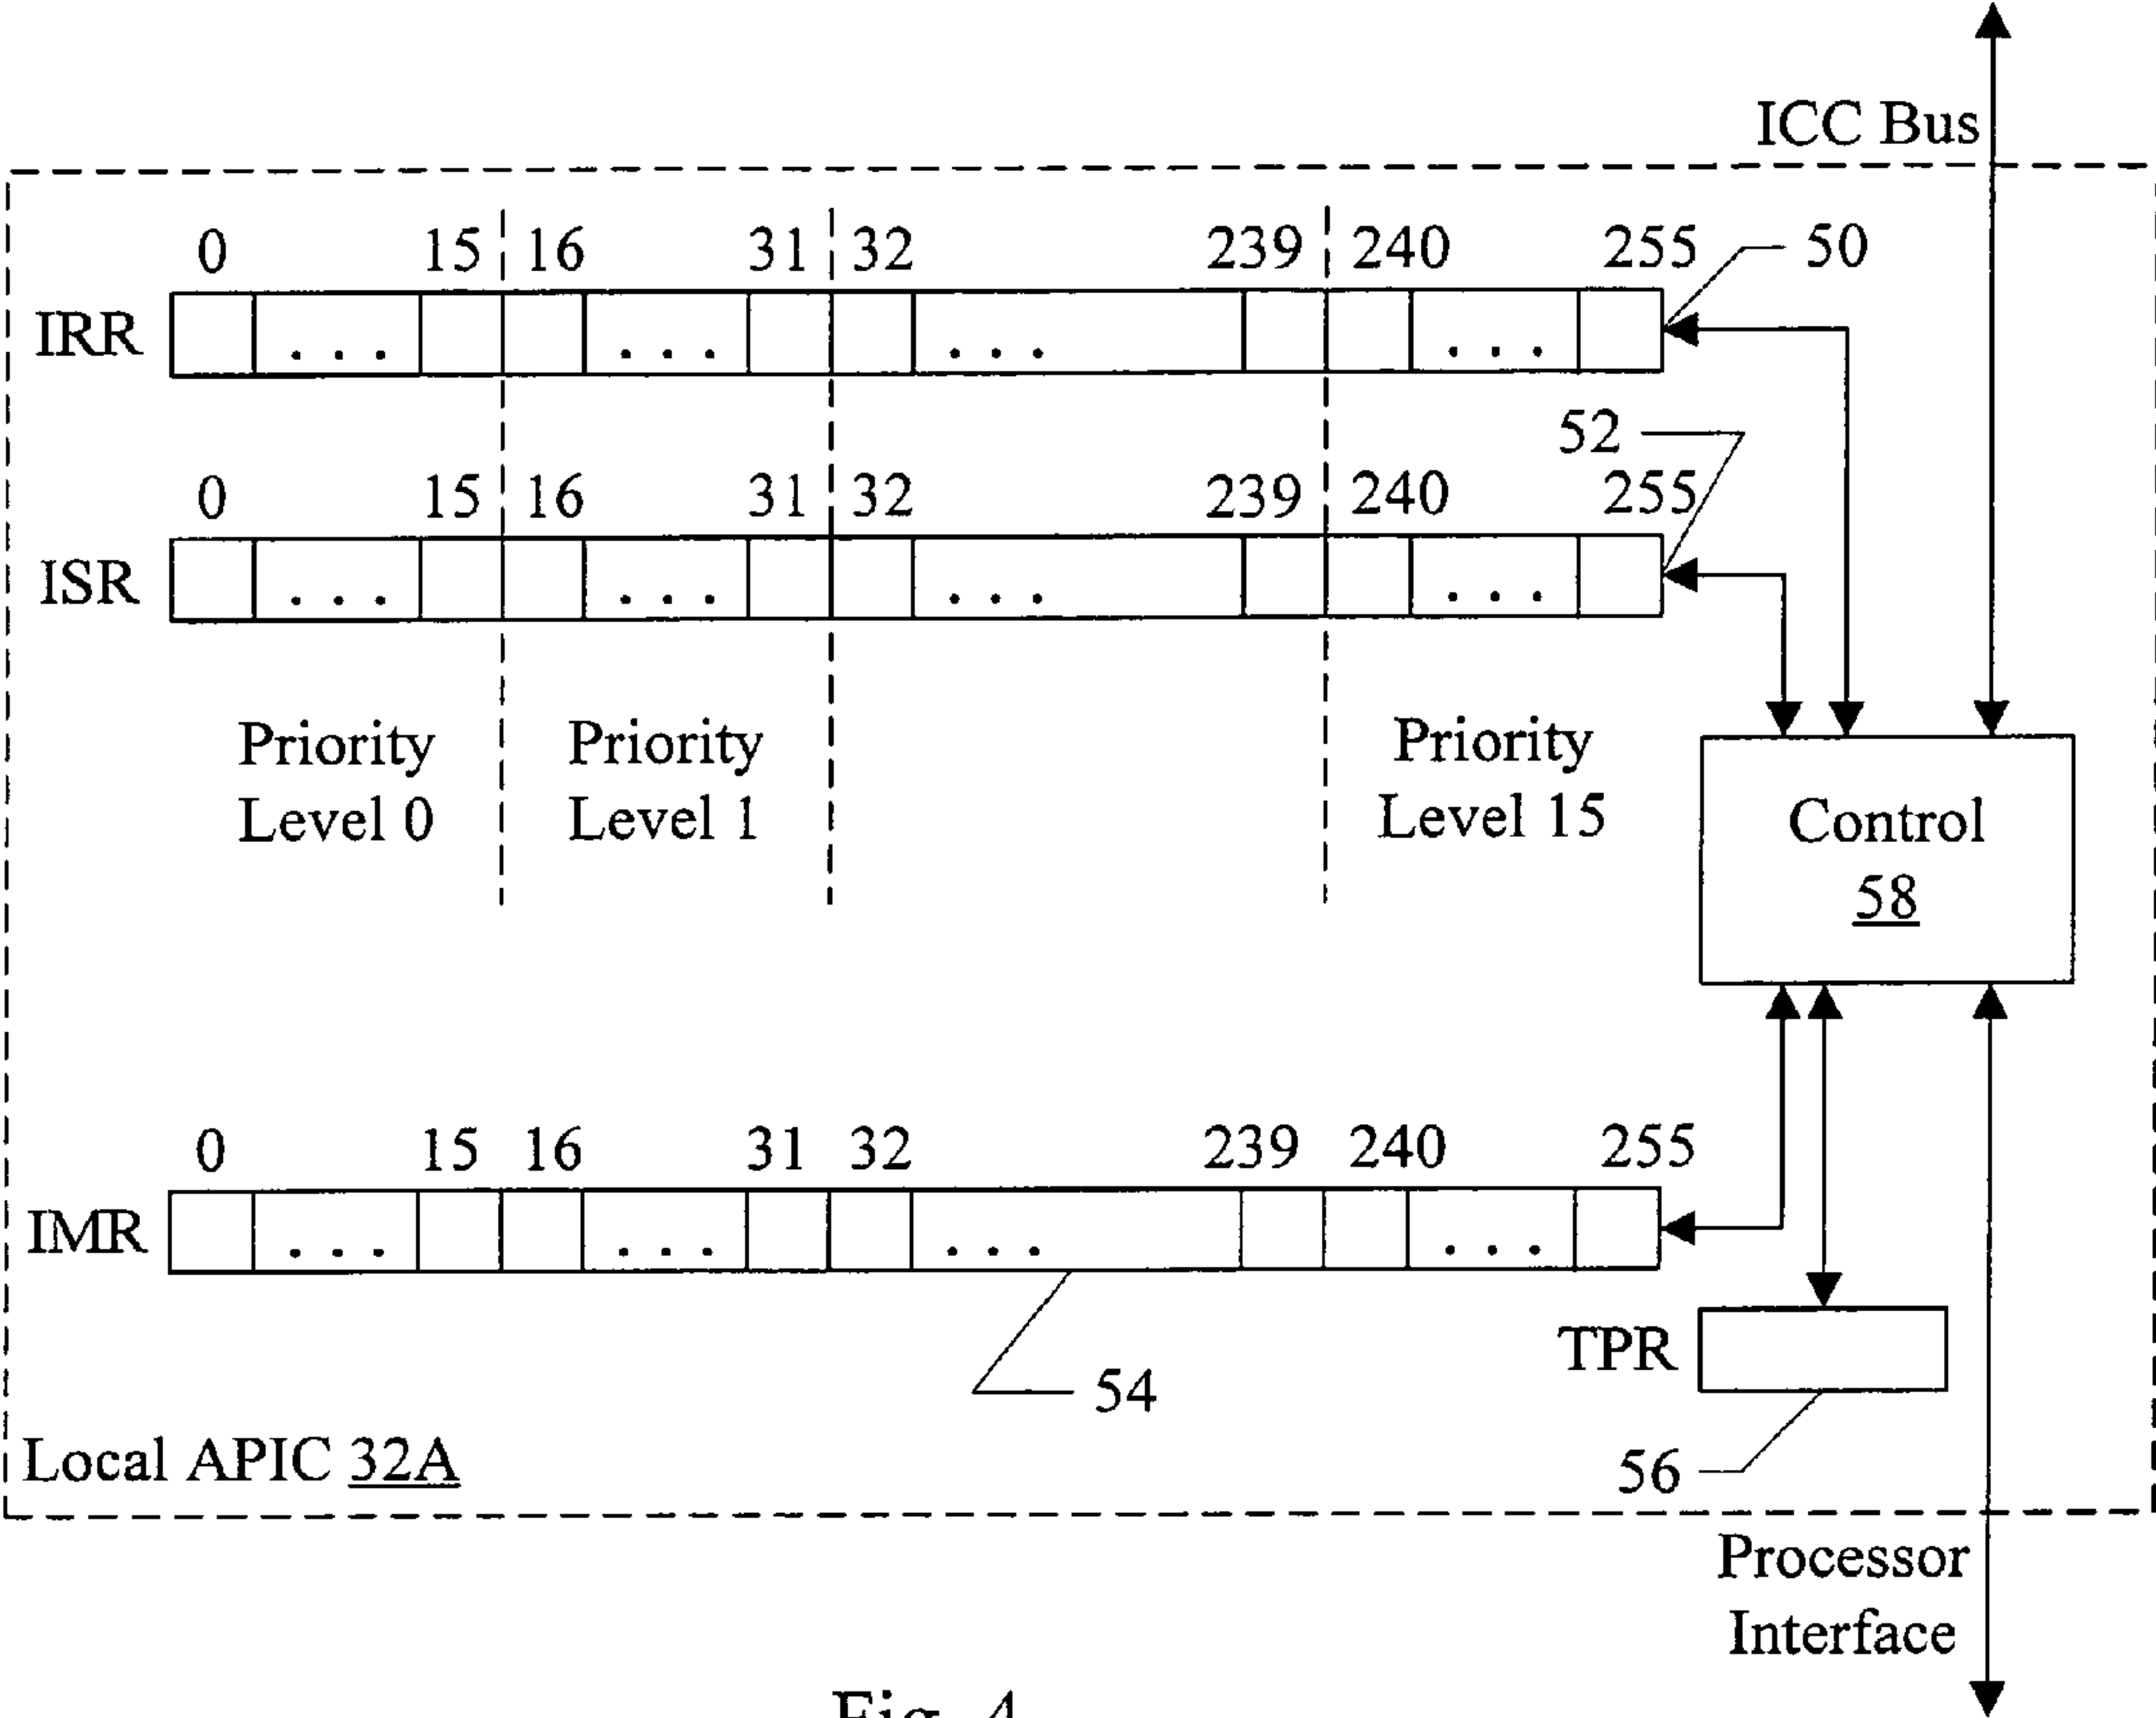 ICC Bus
0 15 16 31 32 239 240 255 50
IRR
52
0 15 16 31 32 239 240 255
ISR
Priority Level 0
Priority Level 1
Priority Level 15
Control
58
0 15 16 31 32 239 240 255
IMR
TPR
54
56
Local APIC 32A
Processor
Interface
Fig. 4